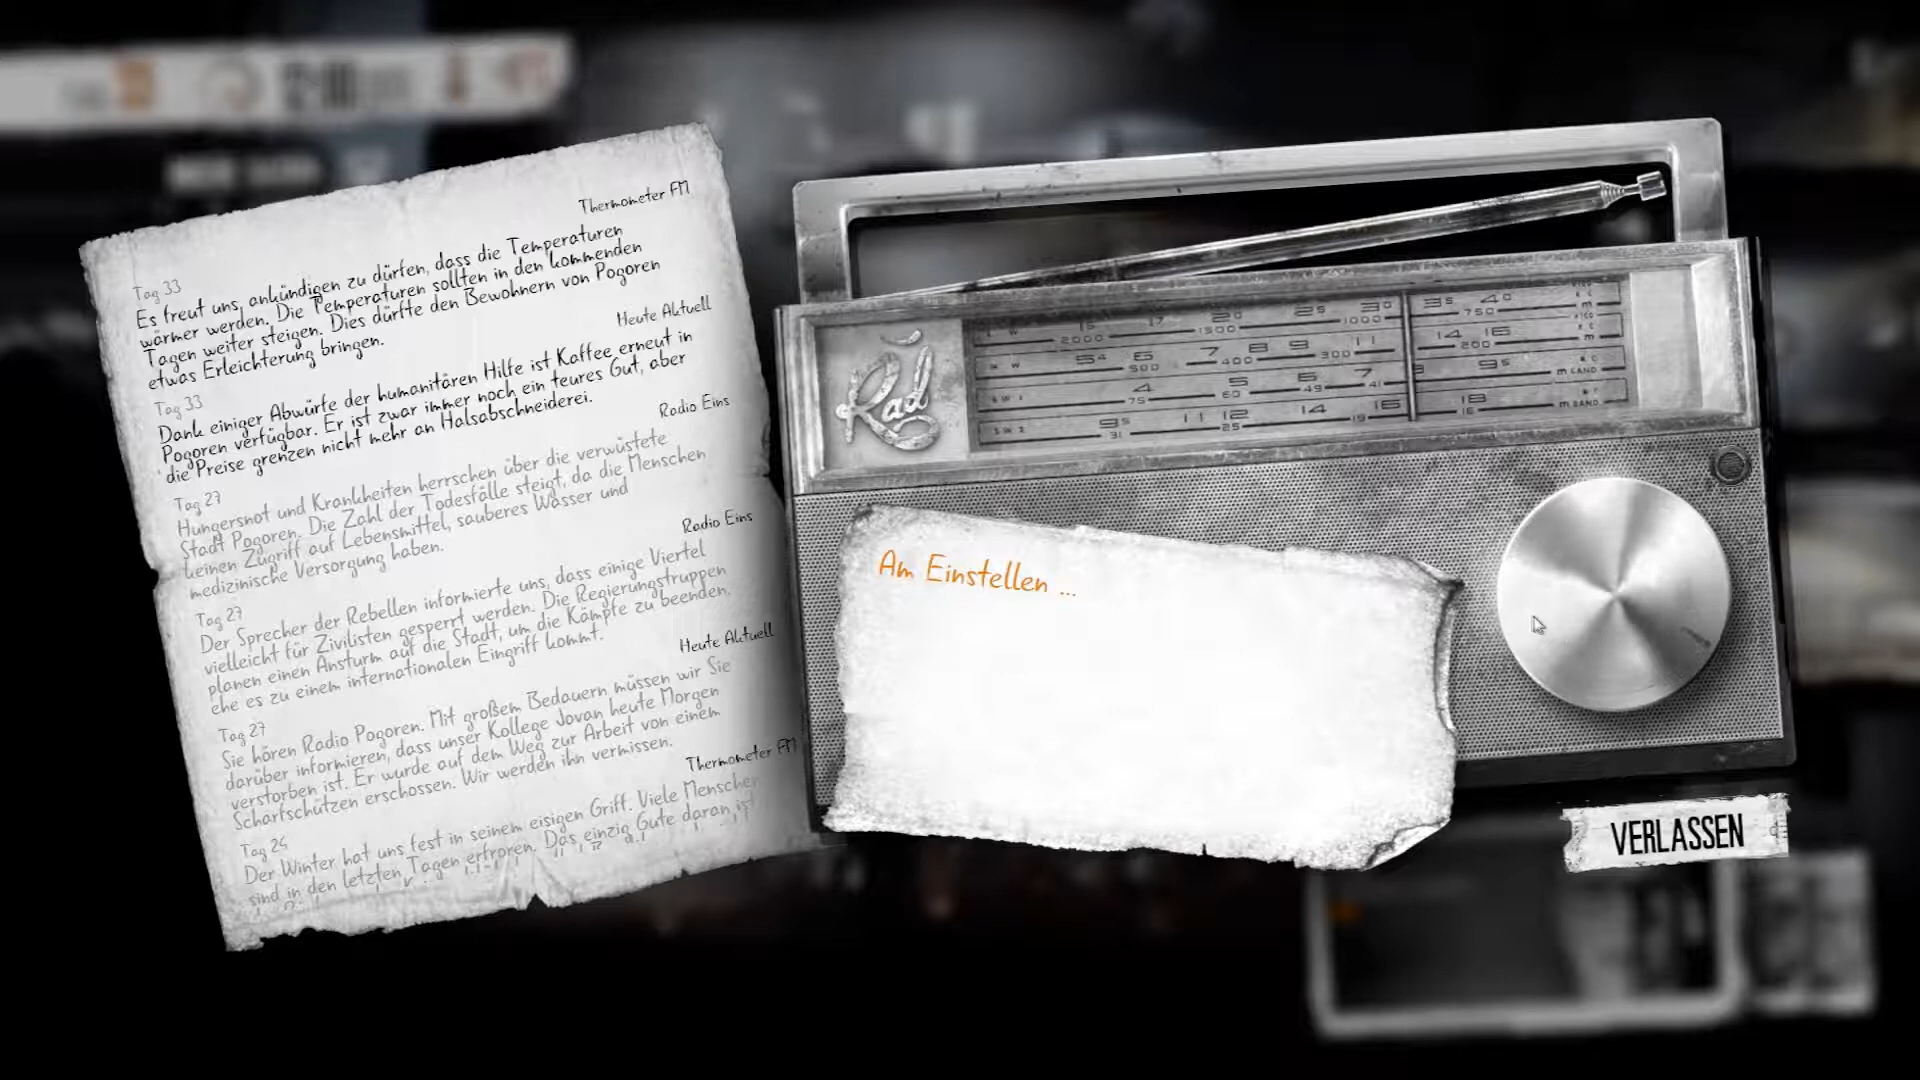 Thermometer FM
Tag 33
Es freut uns, ankündigen zu dürfen, dass die Temperaturen
wärmer werden. Die Temperaturen sollten in den kommenden
Tagen weiter steigen. Dies dürfte den Bewohnern von Pogoren
etwas Erleichterung bringen.
Heute Aktuell
Tag 33
Dank einiger Abwürfe der humanitären Hilfe ist Kaffee erneut in
Pogoren verfügbar. Er ist zwar immer noch ein teures Gut, aber
die Preise grenzen nicht mehr an Halsabschneiderei.
Radio Eins
Tag 27
Hungersnot und Krankheiten herrschen über die verwüstete
Stadt Pogoren. Die Zahl der Todesfälle steigt, da die Menschen
keinen Zugriff auf Lebensmittel, sauberes Wasser und
medizinische Versorgung haben.
Radio Eins
Tag 27
Der Sprecher der Rebellen informierte uns, dass einige Viertel
vielleicht für Zivilisten gesperrt werden. Die Regierungstruppen
planen einen Ansturm auf die Stadt, um die Kämpfe zu beenden,
ehe es zu einem internationalen Eingriff kommt.
Heute Aktuell
Tag 27
Sie hören Radio Pogoren. Mit großem Bedauern müssen wir Sie
darüber informieren, dass unser Kollege Jovan heute Morgen
verstorben ist. Er wurde auf dem Weg zur Arbeit von einem
Scharfschützen erschossen. Wir werden ihn vermissen.
Thermometer FM
Tag 24
Der Winter hat uns fest in seinem eisigen Griff. Viele Menschen
sind in den letzten Tagen erfroren. Das einzig Gute daran ist
Rad
Am Einstellen ...
VERLASSEN